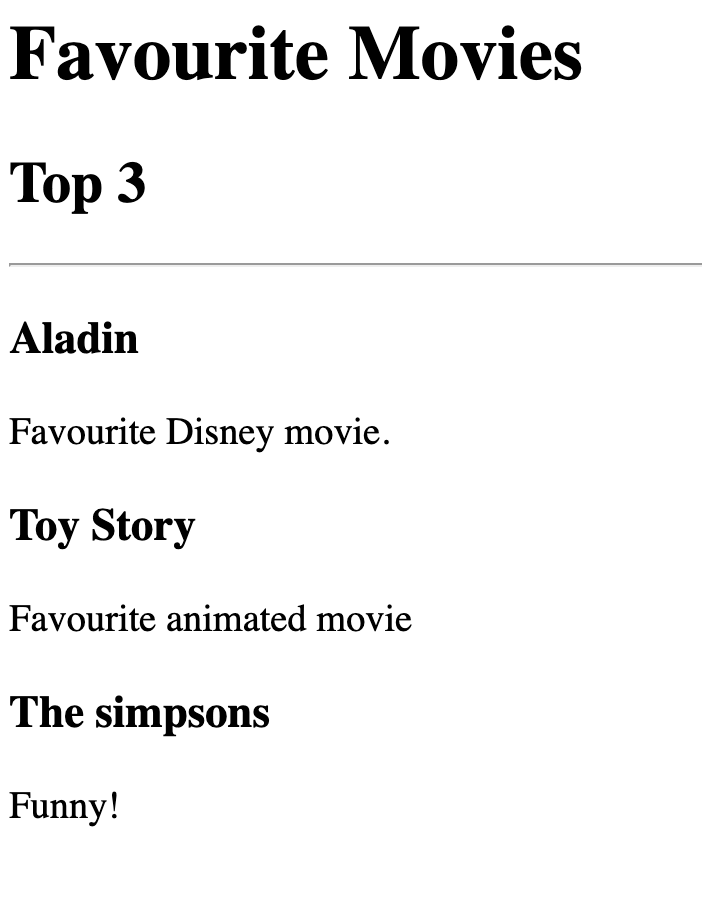 Favourite Movies
Top 3
Aladin
Favourite Disney movie.
Toy Story
Favourite animated movie
The simpsons
Funny!